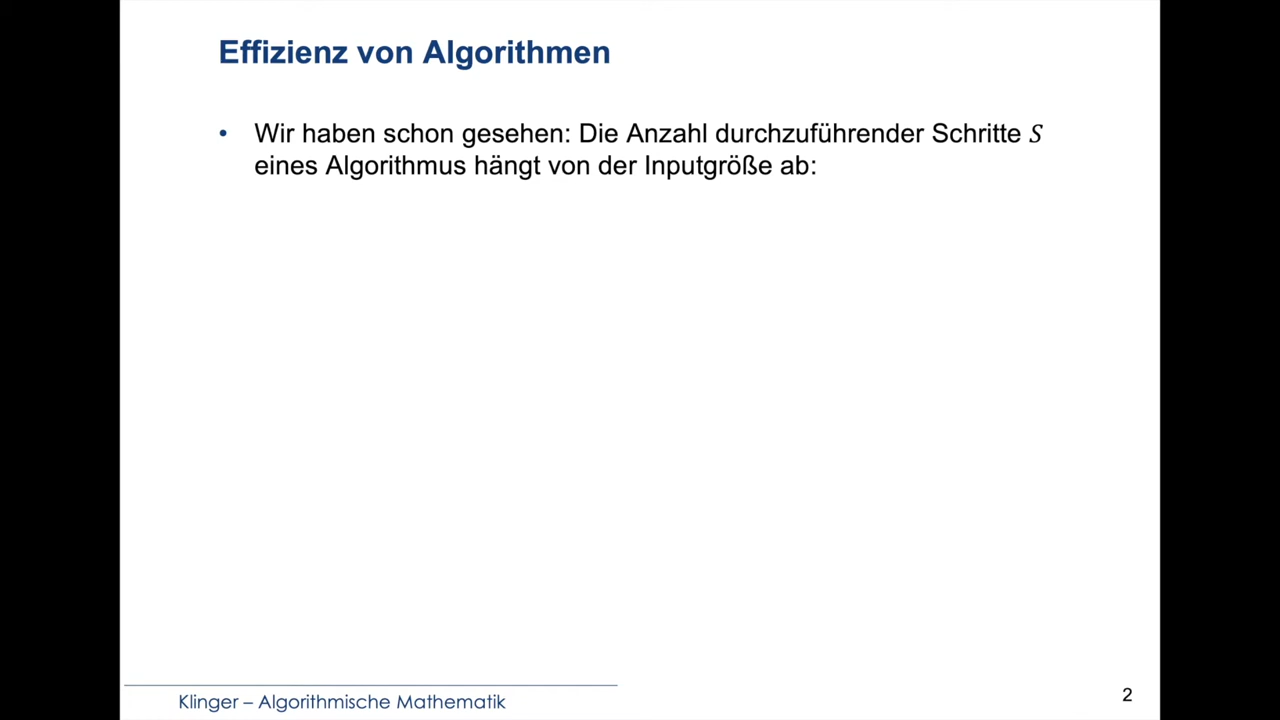 Effizienz von Algorithmen
• Wir haben schon gesehen: Die Anzahl durchzuführender Schritte S
eines Algorithmus hängt von der Inputgröße ab:
Klinger – Algorithmische Mathematik
2